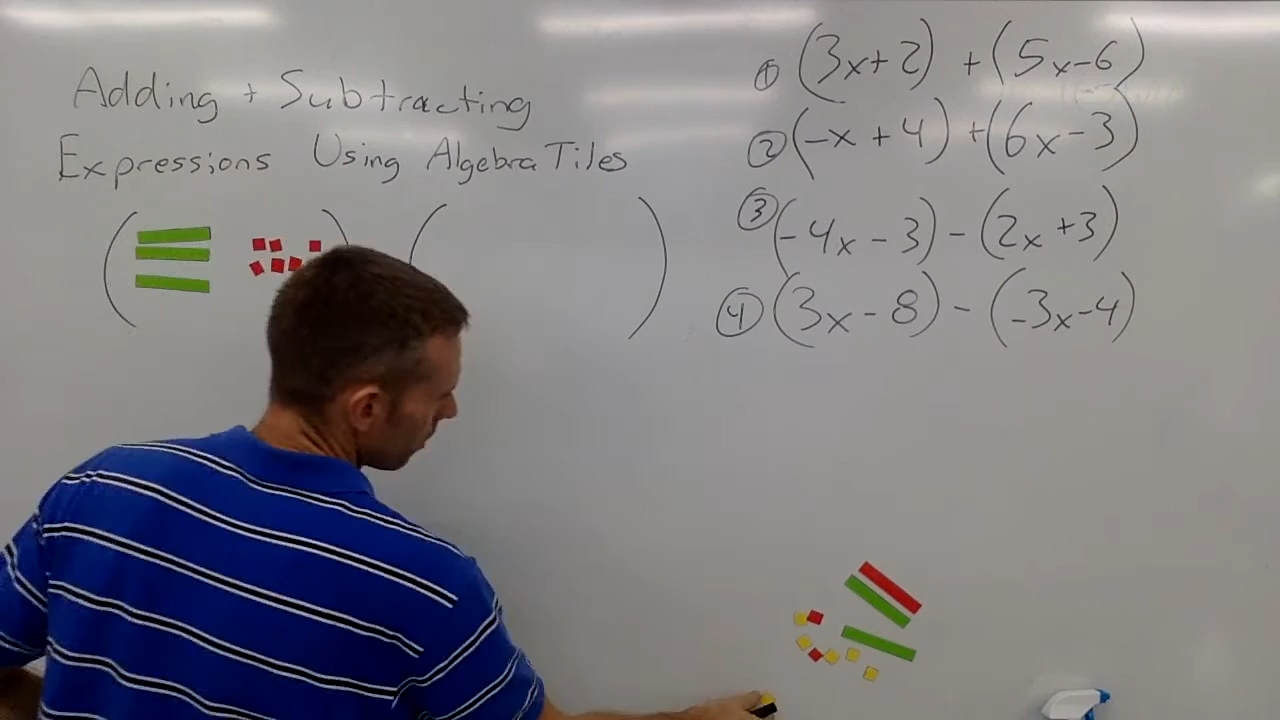 Adding + Subtracting
Expressions Using Algebra Tiles
① (3x+2) + (5x-6)
② (-x + 4) + (6x-3)
③ (-4x - 3) - (2x +3)
④ (3x - 8) - (-3x-4)